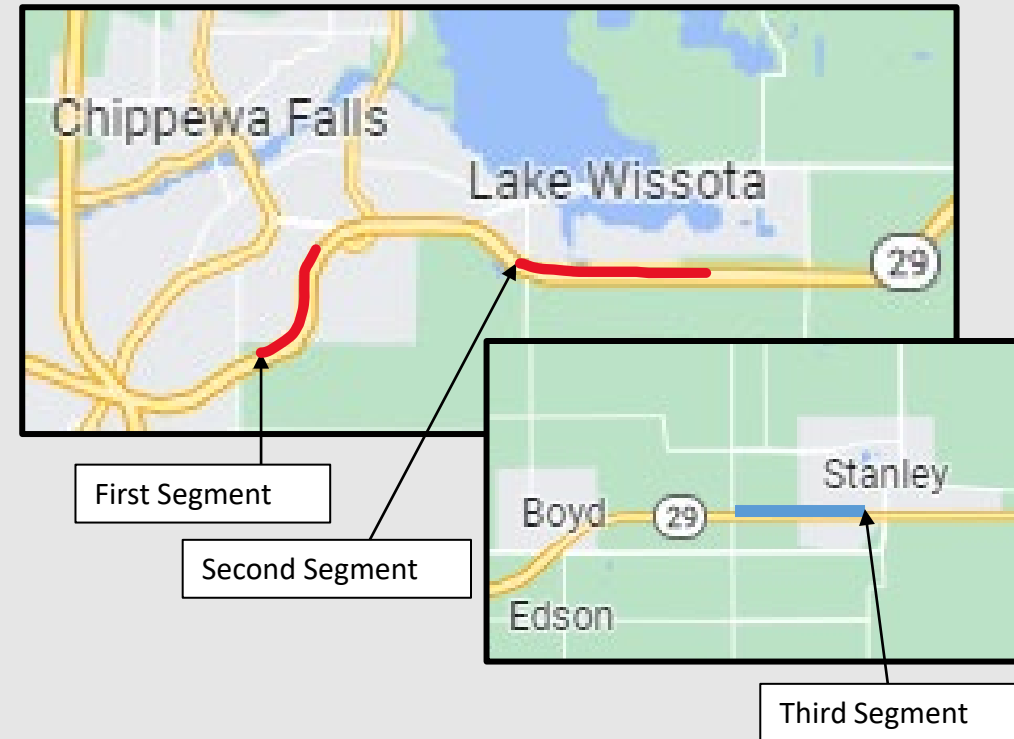 Chippewa Falls
Lake Wissota
29
First Segment
Second Segment
Stanley
Boyd
29
Edson
Third Segment